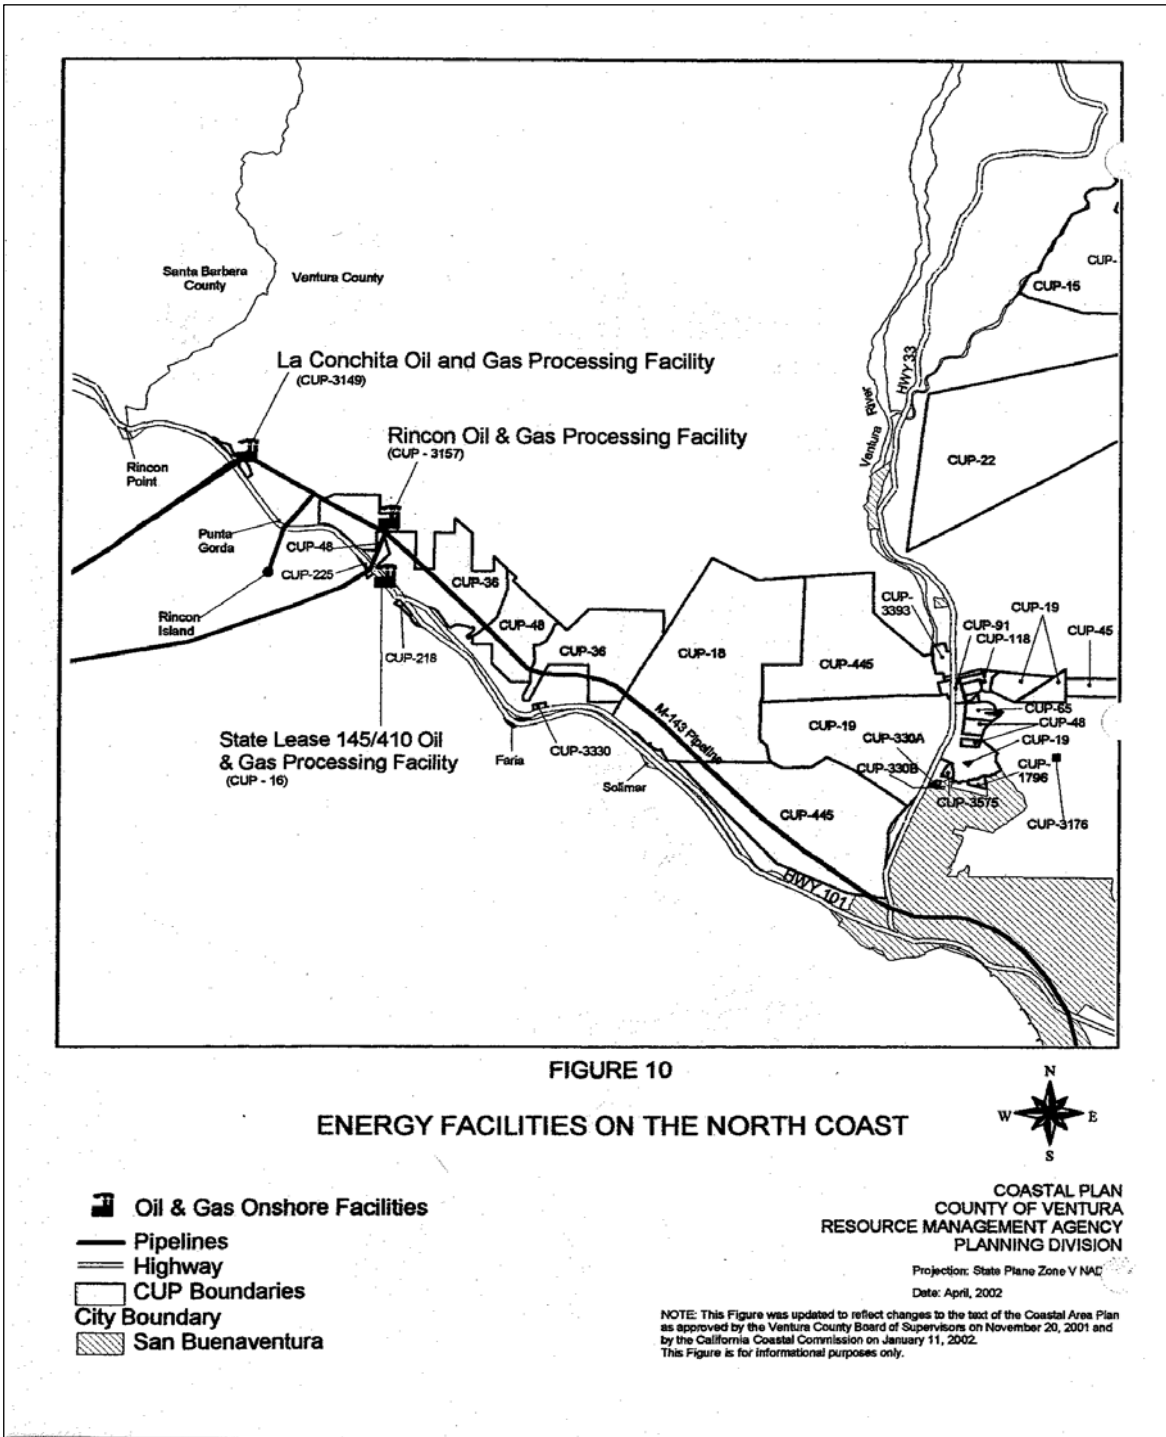 Santa Barbara
County
Ventura County
CUP-
CUP-15
HWY 33
Ventura River
La Conchita Oil and Gas Processing Facility
(CUP-3149)
Rincon Oil & Gas Processing Facility
(CUP - 3157)
Rincon
Point
CUP-22
Punta
Gorda
CUP-48
CUP-225
CUP-36
Rincon
Island
CUP-48
CUP-36
CUP-218
CUP-18
CUP-445
CUP-
3393
CUP-91
CUP-118
CUP-19
CUP-45
CUP-65
CUP-48
CUP-19
CUP-19
CUP-330A
CUP-330B
CUP-
1796
CUP-3575
CUP-3176
M-143 Pipeline
State Lease 145/410 Oil
& Gas Processing Facility
(CUP - 16)
Faria
CUP-3330
Solimar
CUP-445
HWY 101
FIGURE 10
ENERGY FACILITIES ON THE NORTH COAST
N
W E
S
Oil & Gas Onshore Facilities
Pipelines
Highway
CUP Boundaries
City Boundary
San Buenaventura
COASTAL PLAN
COUNTY OF VENTURA
RESOURCE MANAGEMENT AGENCY
PLANNING DIVISION
Projection: State Plane Zone V NAD
Date: April, 2002
NOTE: This Figure was updated to reflect changes to the text of the Coastal Area Plan
as approved by the Ventura County Board of Supervisors on November 20, 2001 and
by the California Coastal Commission on January 11, 2002.
This Figure is for informational purposes only.